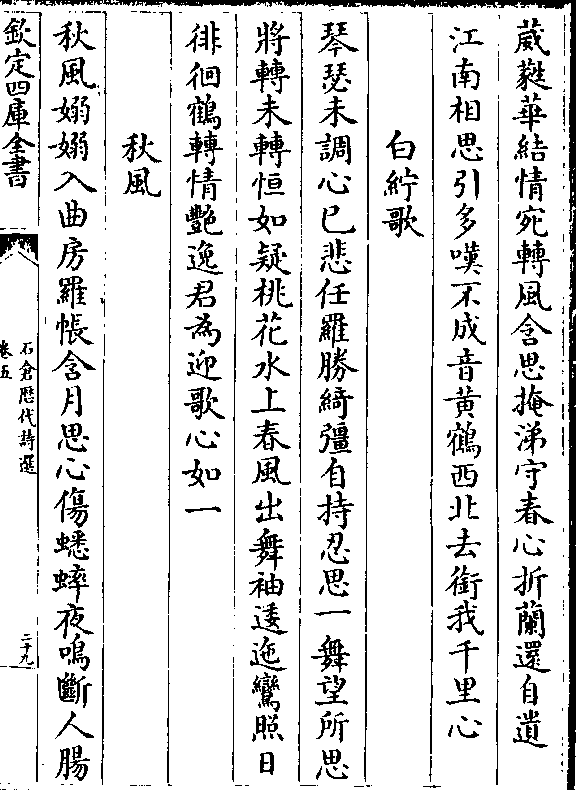 葳蕤華結情宛轉風含思掩涕守春心折蘭還自遺
江南相思引多嘆不成音黃鶴西北去銜我千里心
白紵歌
琴瑟未調心已悲任羅勝綺彊自持忍思一舞望所思
將轉未轉恒如疑桃花水上春風出舞袖逶迤鸞照日
徘徊鶴轉情艷逸君為迎歌心如一
秋風
秋風嫋嫋入曲房羅帳含月思心傷蟋蟀夜鳴斷人腸
欽定四庫全書
石倉歷代詩選
卷五
二十九